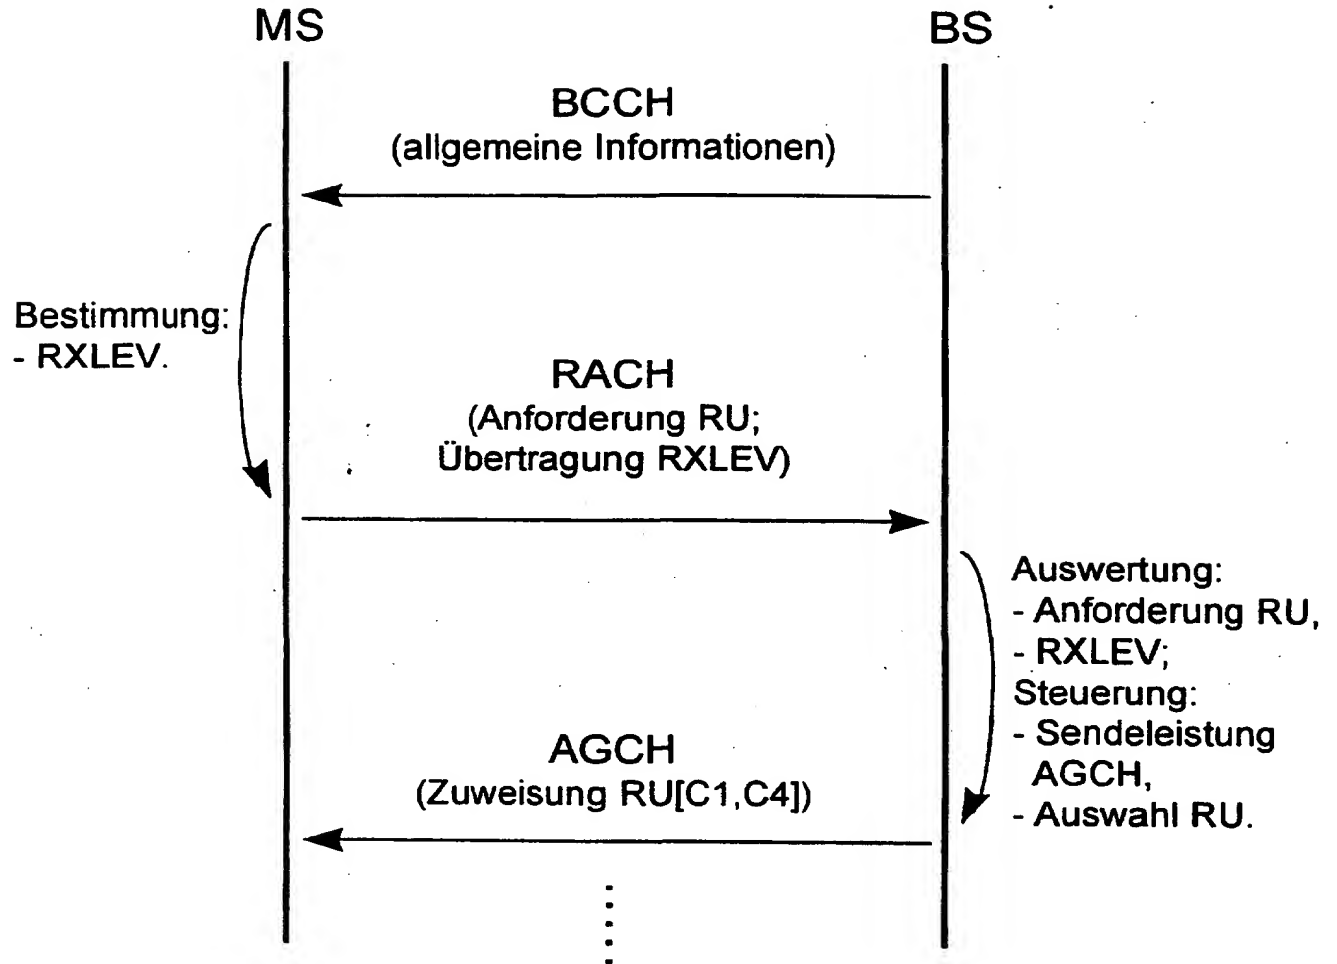 MS
BS
BCCH
(allgemeine Informationen)
Bestimmung:
- RXLEV.
RACH
(Anforderung RU;
Übertragung RXLEV)
Auswertung:
- Anforderung RU,
- RXLEV;
Steuerung:
- Sendeleistung
AGCH,
- Auswahl RU.
AGCH
(Zuweisung RU[C1,C4])